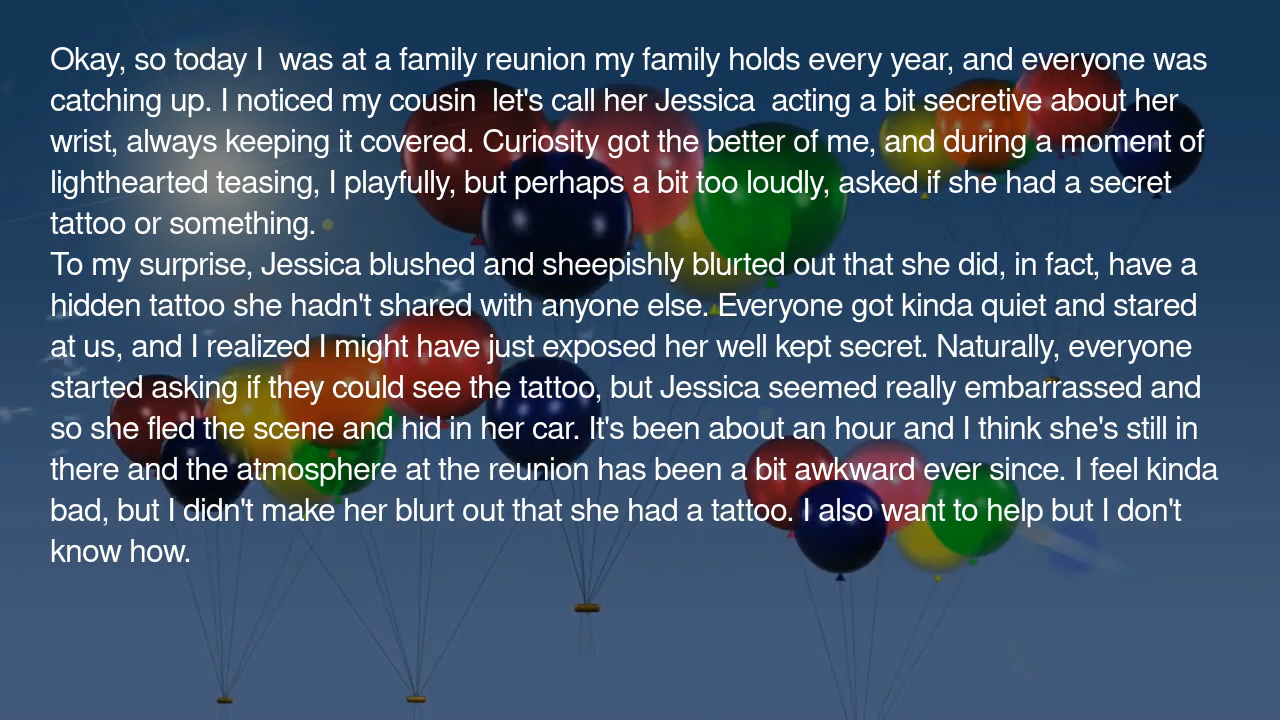 Okay, so today I  was at a family reunion my family holds every year, and everyone was
catching up. I noticed my cousin  let's call her Jessica  acting a bit secretive about her
wrist, always keeping it covered. Curiosity got the better of me, and during a moment of
lighthearted teasing, I playfully, but perhaps a bit too loudly, asked if she had a secret
tattoo or something.
To my surprise, Jessica blushed and sheepishly blurted out that she did, in fact, have a
hidden tattoo she hadn't shared with anyone else. Everyone got kinda quiet and stared
at us, and I realized I might have just exposed her well kept secret. Naturally, everyone
started asking if they could see the tattoo, but Jessica seemed really embarrassed and
so she fled the scene and hid in her car. It's been about an hour and I think she's still in
there and the atmosphere at the reunion has been a bit awkward ever since. I feel kinda
bad, but I didn't make her blurt out that she had a tattoo. I also want to help but I don't
know how.